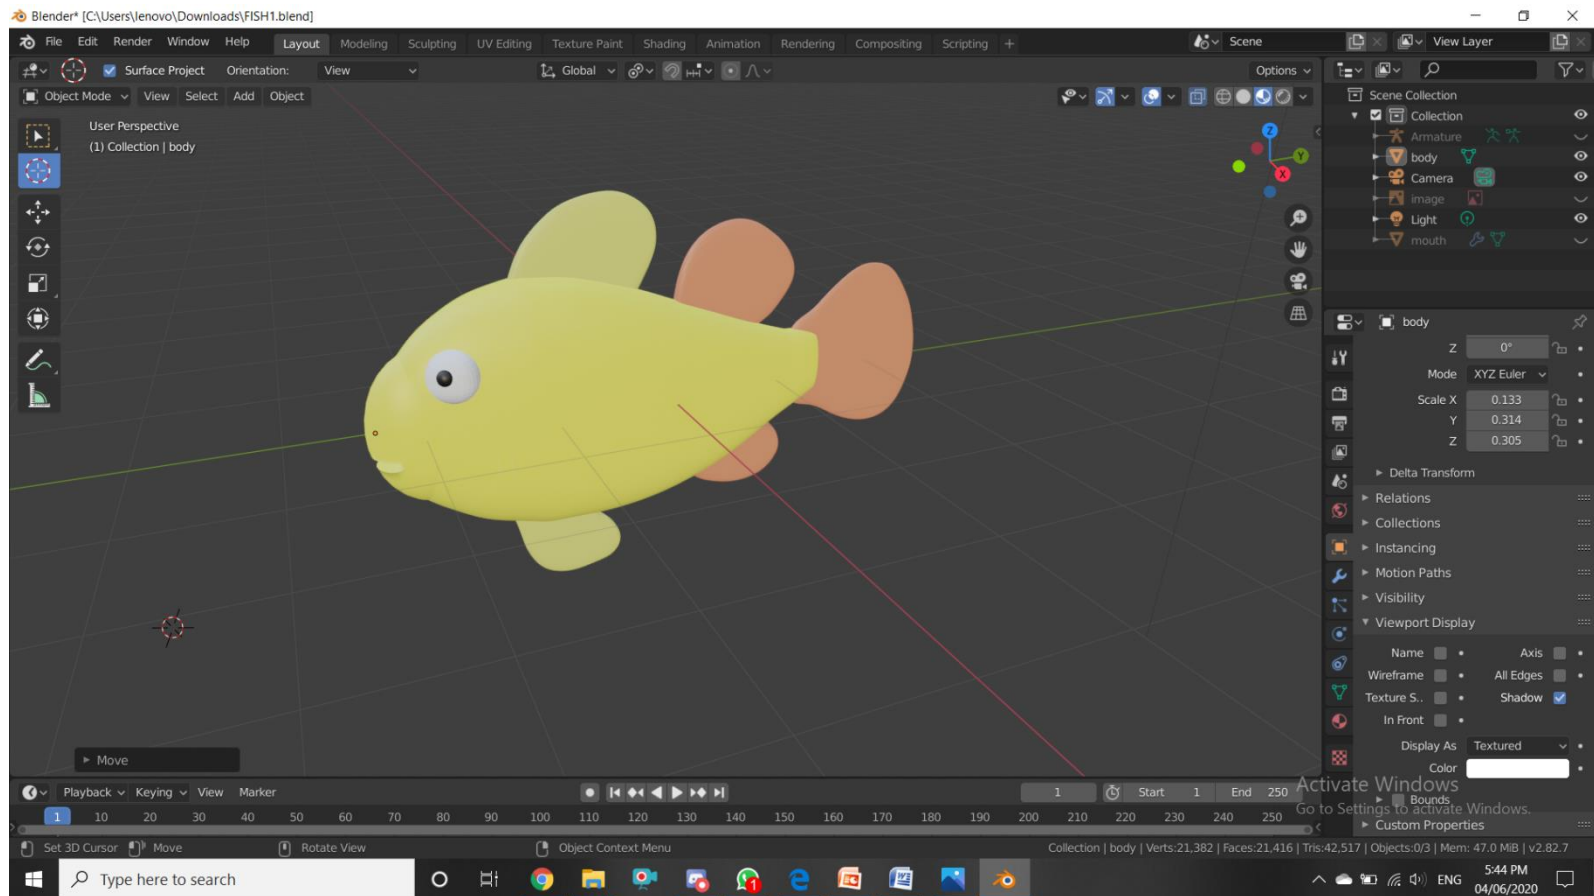 Blender* [C:\Users\lenovo\Downloads\FISH1.blend]
File Edit Render Window Help Layout Modeling Sculpting UV Editing Texture Paint Shading Animation Rendering Compositing Scripting + Scene View Layer
Surface Project Orientation: View Global Options
Object Mode View Select Add Object
User Perspective
(1) Collection | body
Z
Y
X
Scene Collection
Collection
Armature
body
Camera
image
Light
mouth
body
Z 0°
Mode XYZ Euler
Scale X 0.133
Y 0.314
Z 0.305
Delta Transform
Relations
Collections
Instancing
Motion Paths
Visibility
Viewport Display
Name Axis
Wireframe All Edges
Texture S.. Shadow
In Front
Display As Textured
Color
Bounds
Custom Properties
Activate Windows
Go to Settings to activate Windows.
Move
Playback Keying View Marker 1 Start 1 End 250
1 10 20 30 40 50 60 70 80 90 100 110 120 130 140 150 160 170 180 190 200 210 220 230 240 250
Set 3D Cursor Move Rotate View Object Context Menu Collection | body | Verts:21,382 | Faces:21,416 | Tris:42,517 | Objects:0/3 | Mem: 47.0 MiB | v2.82.7
Type here to search 1 ENG 5:44 PM
04/06/2020